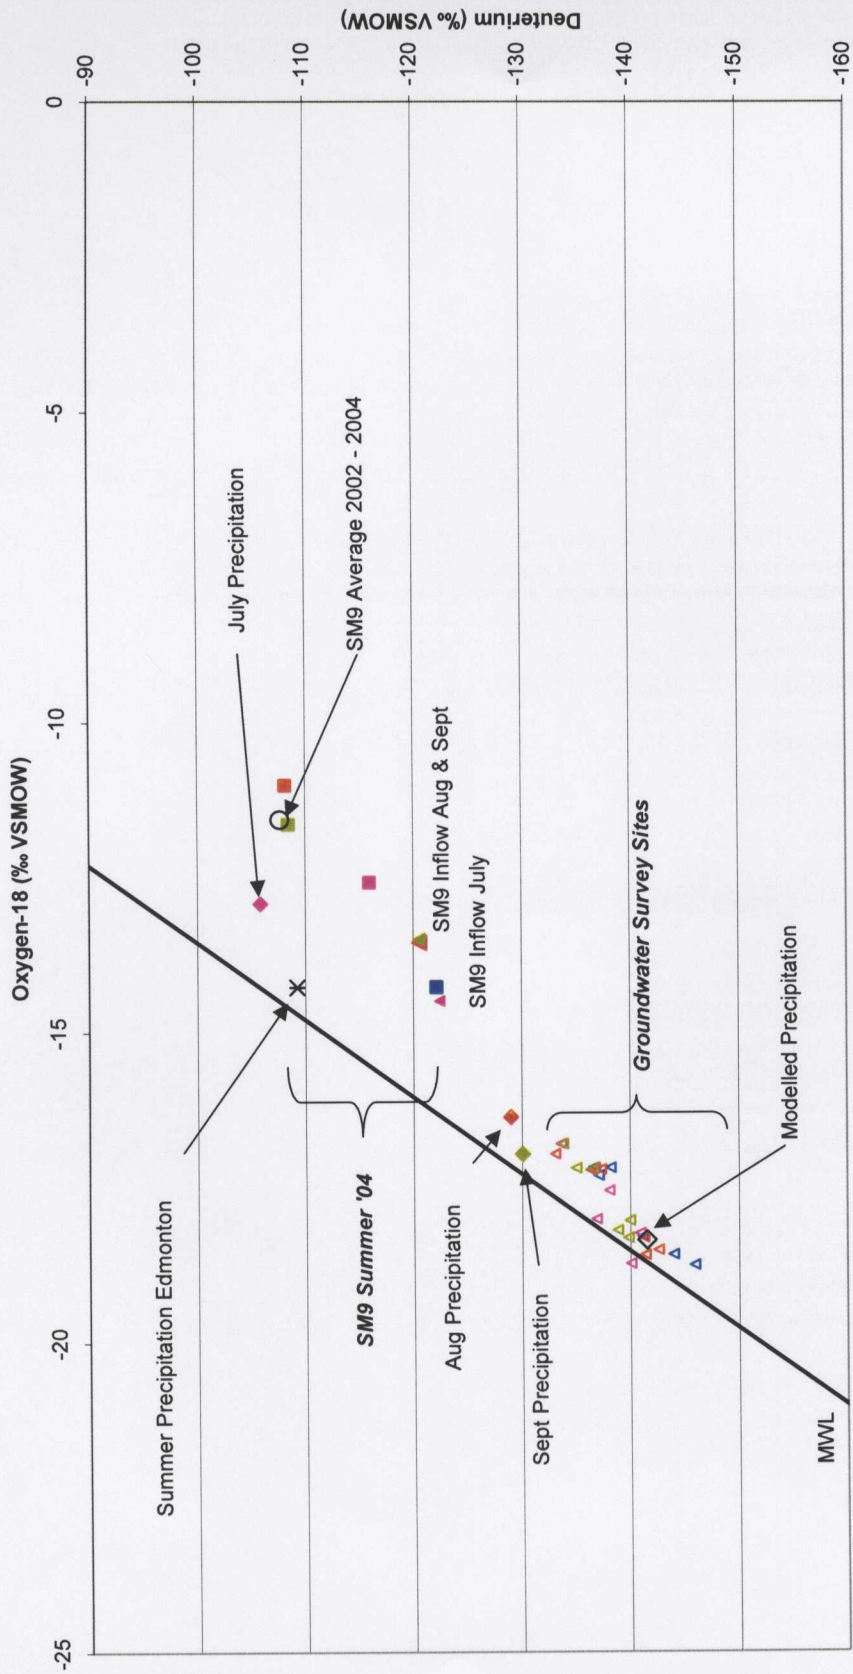 Oxygen-18 (‰ VSMOW)
-25
-20
-15
-10
-5
0
-90
-100
-110
-120
-130
-140
-150
-160
Deuterium (‰ VSMOW)
Summer Precipitation Edmonton
July Precipitation
SM9 Average 2002 - 2004
SM9 Summer '04
SM9 Inflow Aug & Sept
SM9 Inflow July
Aug Precipitation
Sept Precipitation
Groundwater Survey Sites
Modelled Precipitation
MWL